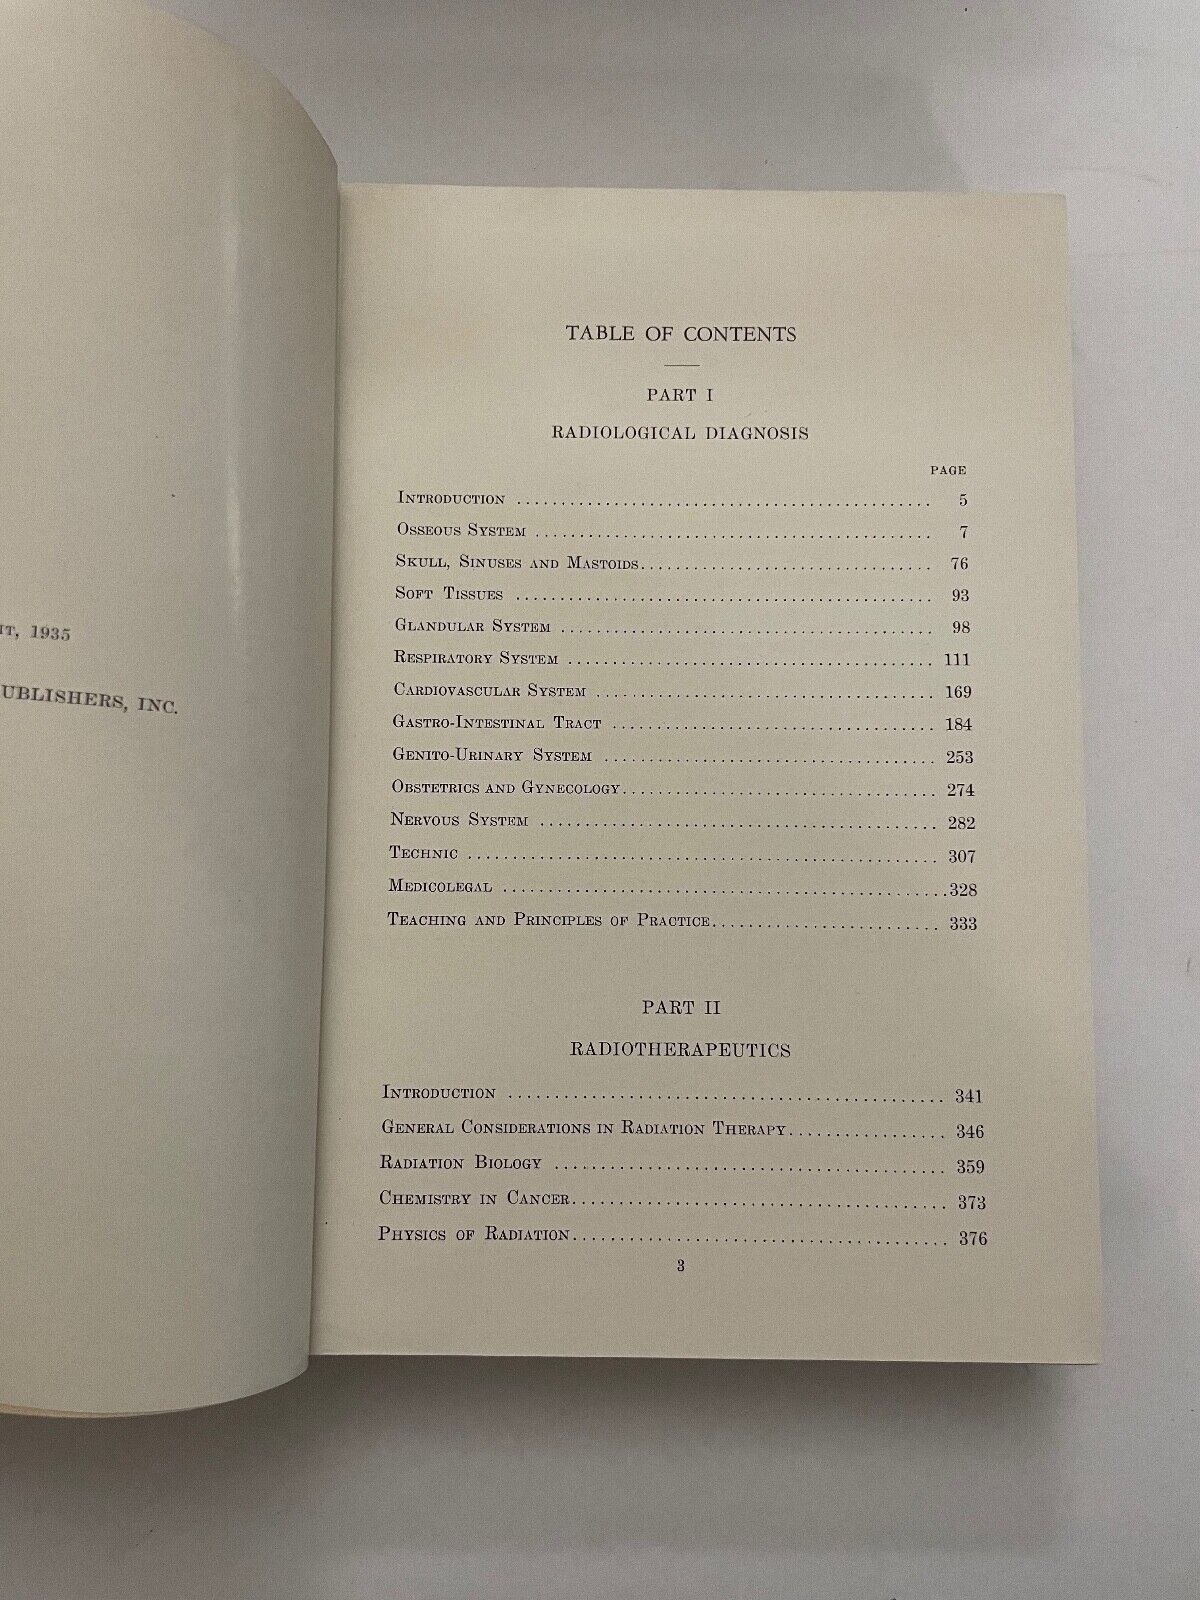 1935
PUBLISHERS, INC.
TABLE OF CONTENTS
PART I
RADIOLOGICAL DIAGNOSIS
PAGE
INTRODUCTION ................................................ 5
OSSEOUS SYSTEM ............................................. 7
SKULL, SINUSES AND MASTOIDS................................. 76
SOFT TISSUES ............................................... 93
GLANDULAR SYSTEM .......................................... 98
RESPIRATORY SYSTEM ......................................... 111
CARDIOVASCULAR SYSTEM ...................................... 169
GASTRO-INTESTINAL TRACT .................................... 184
GENITO-URINARY SYSTEM ...................................... 253
OBSTETRICS AND GYNECOLOGY................................... 274
NERVOUS SYSTEM ............................................. 282
TECHNIC .................................................... 307
MEDICOLEGAL ................................................328
TEACHING AND PRINCIPLES OF PRACTICE......................... 333
PART II
RADIOTHERAPEUTICS
INTRODUCTION ............................................... 341
GENERAL CONSIDERATIONS IN RADIATION THERAPY................. 346
RADIATION BIOLOGY .......................................... 359
CHEMISTRY IN CANCER......................................... 373
PHYSICS OF RADIATION........................................ 376
3